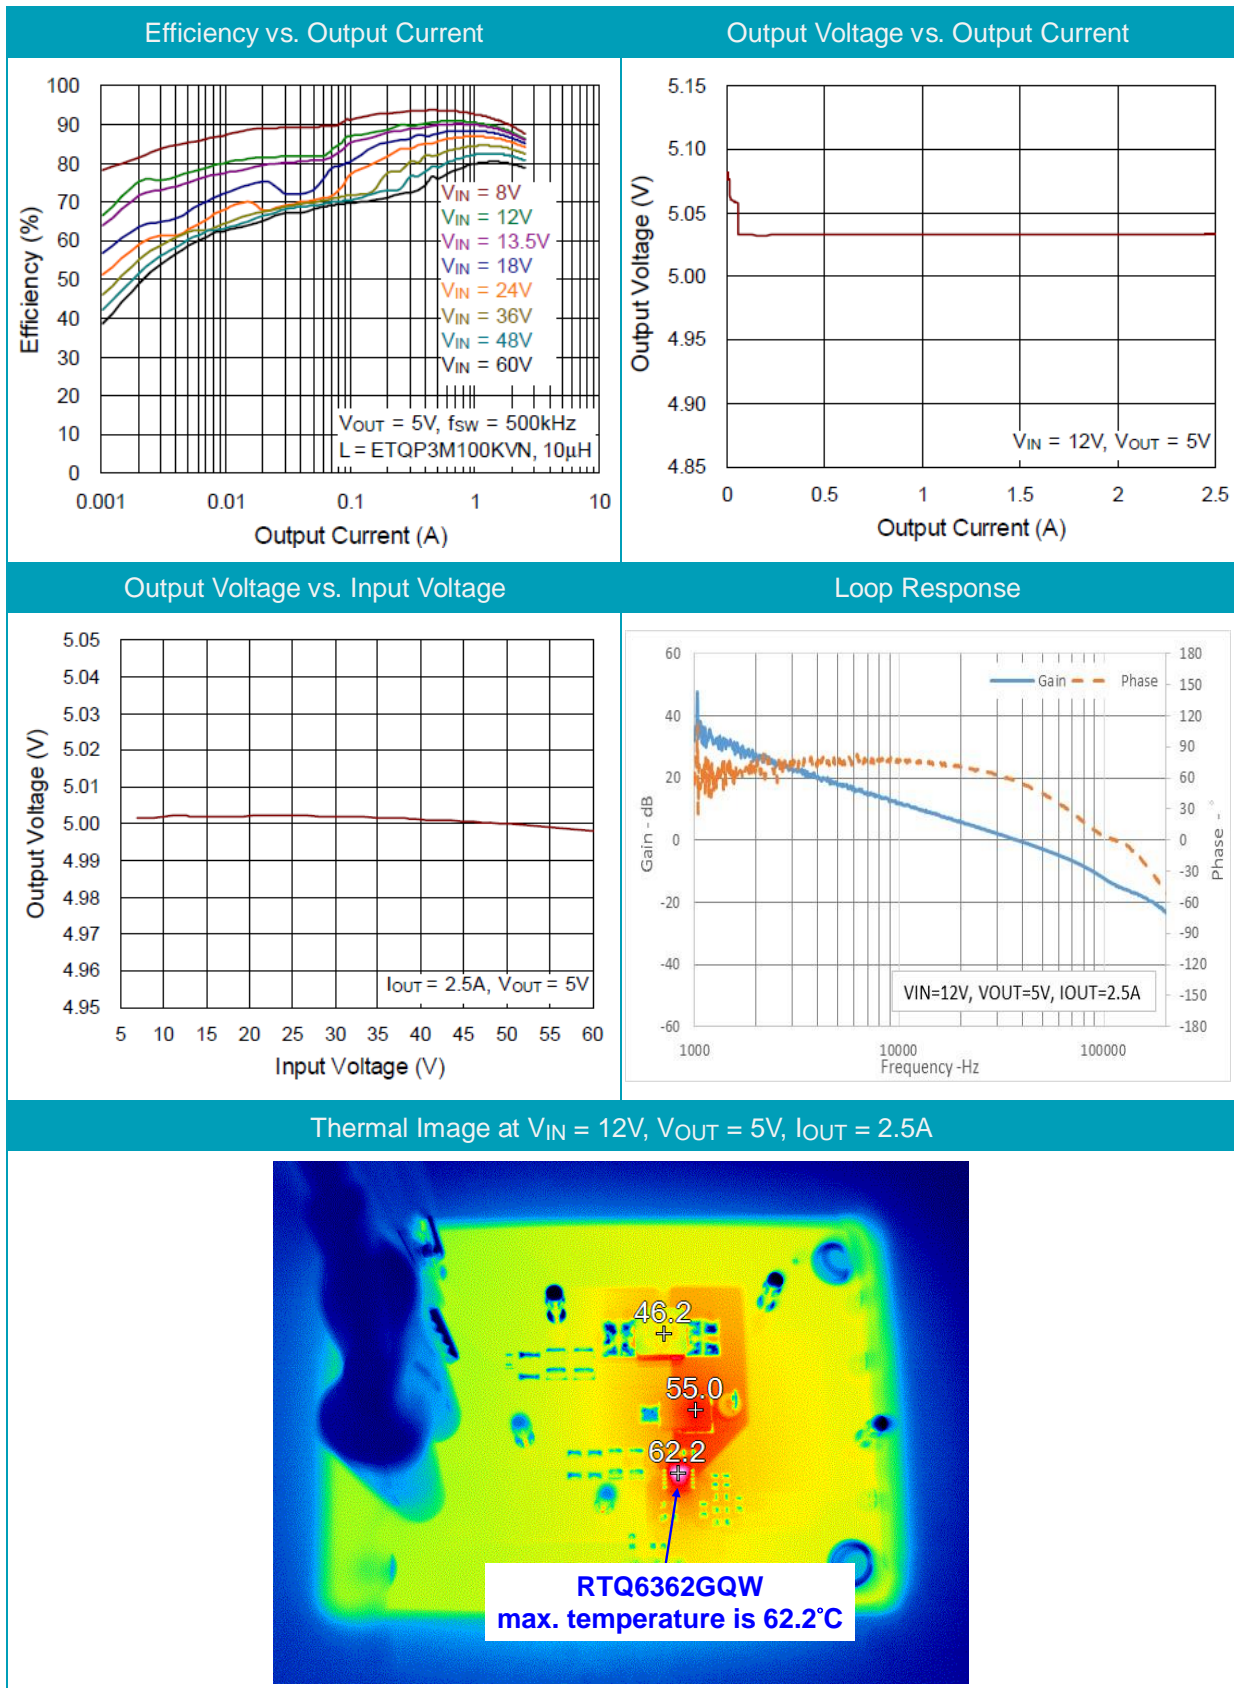 Efficiency vs. Output Current
100
90
80
70
60
50
40
30
20
10
0
0.001 0.01 0.1 1 10
Efficiency (%)
Output Current (A)
VIN = 8V
VIN = 12V
VIN = 13.5V
VIN = 18V
VIN = 24V
VIN = 36V
VIN = 48V
VIN = 60V
VOUT = 5V, fSW = 500kHz
L = ETQP3M100KVN, 10μH
Output Voltage vs. Output Current
5.15
5.10
5.05
5.00
4.95
4.90
4.85
0 0.5 1 1.5 2 2.5
Output Voltage (V)
Output Current (A)
VIN = 12V, VOUT = 5V
Output Voltage vs. Input Voltage
5.05
5.04
5.03
5.02
5.01
5.00
4.99
4.98
4.97
4.96
4.95
5 10 15 20 25 30 35 40 45 50 55 60
Output Voltage (V)
Input Voltage (V)
IOUT = 2.5A, VOUT = 5V
Loop Response
60
40
20
0
-20
-40
-60
Gain - dB
Gain Phase
180
150
120
90
60
30
0
-30
-60
-90
-120
-150
-180
Phase - °
VIN=12V, VOUT=5V, IOUT=2.5A
1000 10000 100000
Frequency -Hz
Thermal Image at VIN = 12V, VOUT = 5V, IOUT = 2.5A
46.2
55.0
62.2
RTQ6362GQW
max. temperature is 62.2°C